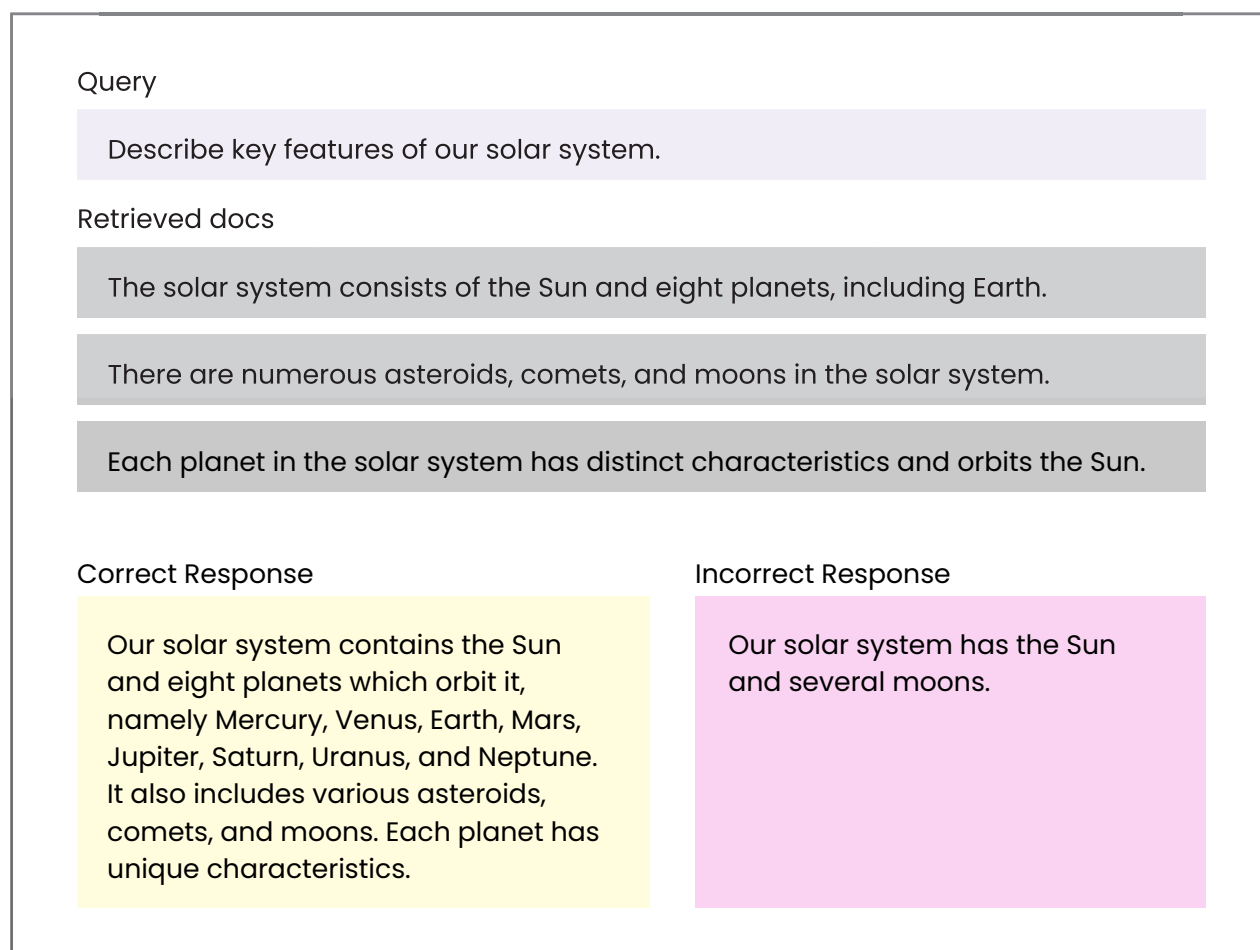 Query
Describe key features of our solar system.
Retrieved docs
The solar system consists of the Sun and eight planets, including Earth.
There are numerous asteroids, comets, and moons in the solar system.
Each planet in the solar system has distinct characteristics and orbits the Sun.
Correct Response
Our solar system contains the Sun
and eight planets which orbit it,
namely Mercury, Venus, Earth, Mars,
Jupiter, Saturn, Uranus, and Neptune.
It also includes various asteroids,
comets, and moons. Each planet has
unique characteristics.
Incorrect Response
Our solar system has the Sun
and several moons.